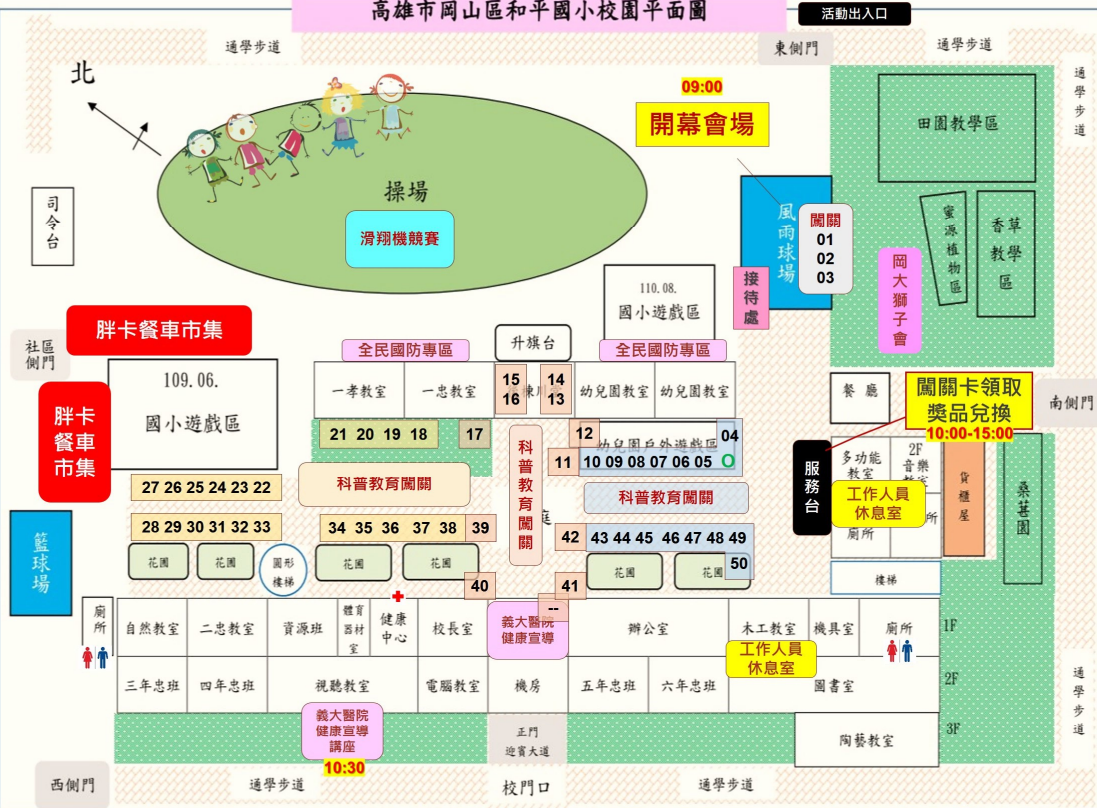 高雄市岡山區和平國小校園平面圖
活動出入口
通學步道
東側門
通學步道
北
09:00
開幕會場
通學步道
田園教學區
操場
滑翔機競賽
司令台
風雨球場
闖關
01
02
03
蜜源植物區
香草教學區
岡大獅子會
接待處
110.08.
國小遊戲區
胖卡餐車市集
社區側門
升旗台
全民國防專區
全民國防專區
109.06.
國小遊戲區
一孝教室
一忠教室
15
16
14
13
幼兒園教室
幼兒園教室
餐廳
闖關卡領取
獎品兌換
10:00-15:00
南側門
胖卡
餐車
市集
21 20 19 18
17
科普教育闖關
12
幼兒園戶外遊戲區
04
11
10 09 08 07 06 05 O
服務台
多功能教室
2F
音樂
工作人員
休息室
廁所
所
貨櫃屋
桑葚園
科普教育闖關
科普教育闖關
27 26 25 24 23 22
28 29 30 31 32 33
34 35 36 37 38
39
庭
42
43 44 45 46 47 48 49
50
籃球場
花圃
花圃
圓形樓梯
花圃
花圃
花圃
花圃
40
41
--
樓梯
廁所
自然教室
二忠教室
資源班
體育器材室
健康中心
校長室
義大醫院
健康宣導
辦公室
木工教室
機具室
廁所
1F
工作人員
休息室
三年忠班
四年忠班
視聽教室
電腦教室
機房
五年忠班
六年忠班
圖書室
2F
義大醫院
健康宣導
講座
10:30
正門
迎賓大道
陶藝教室
3F
通學步道
西側門
通學步道
校門口
通學步道